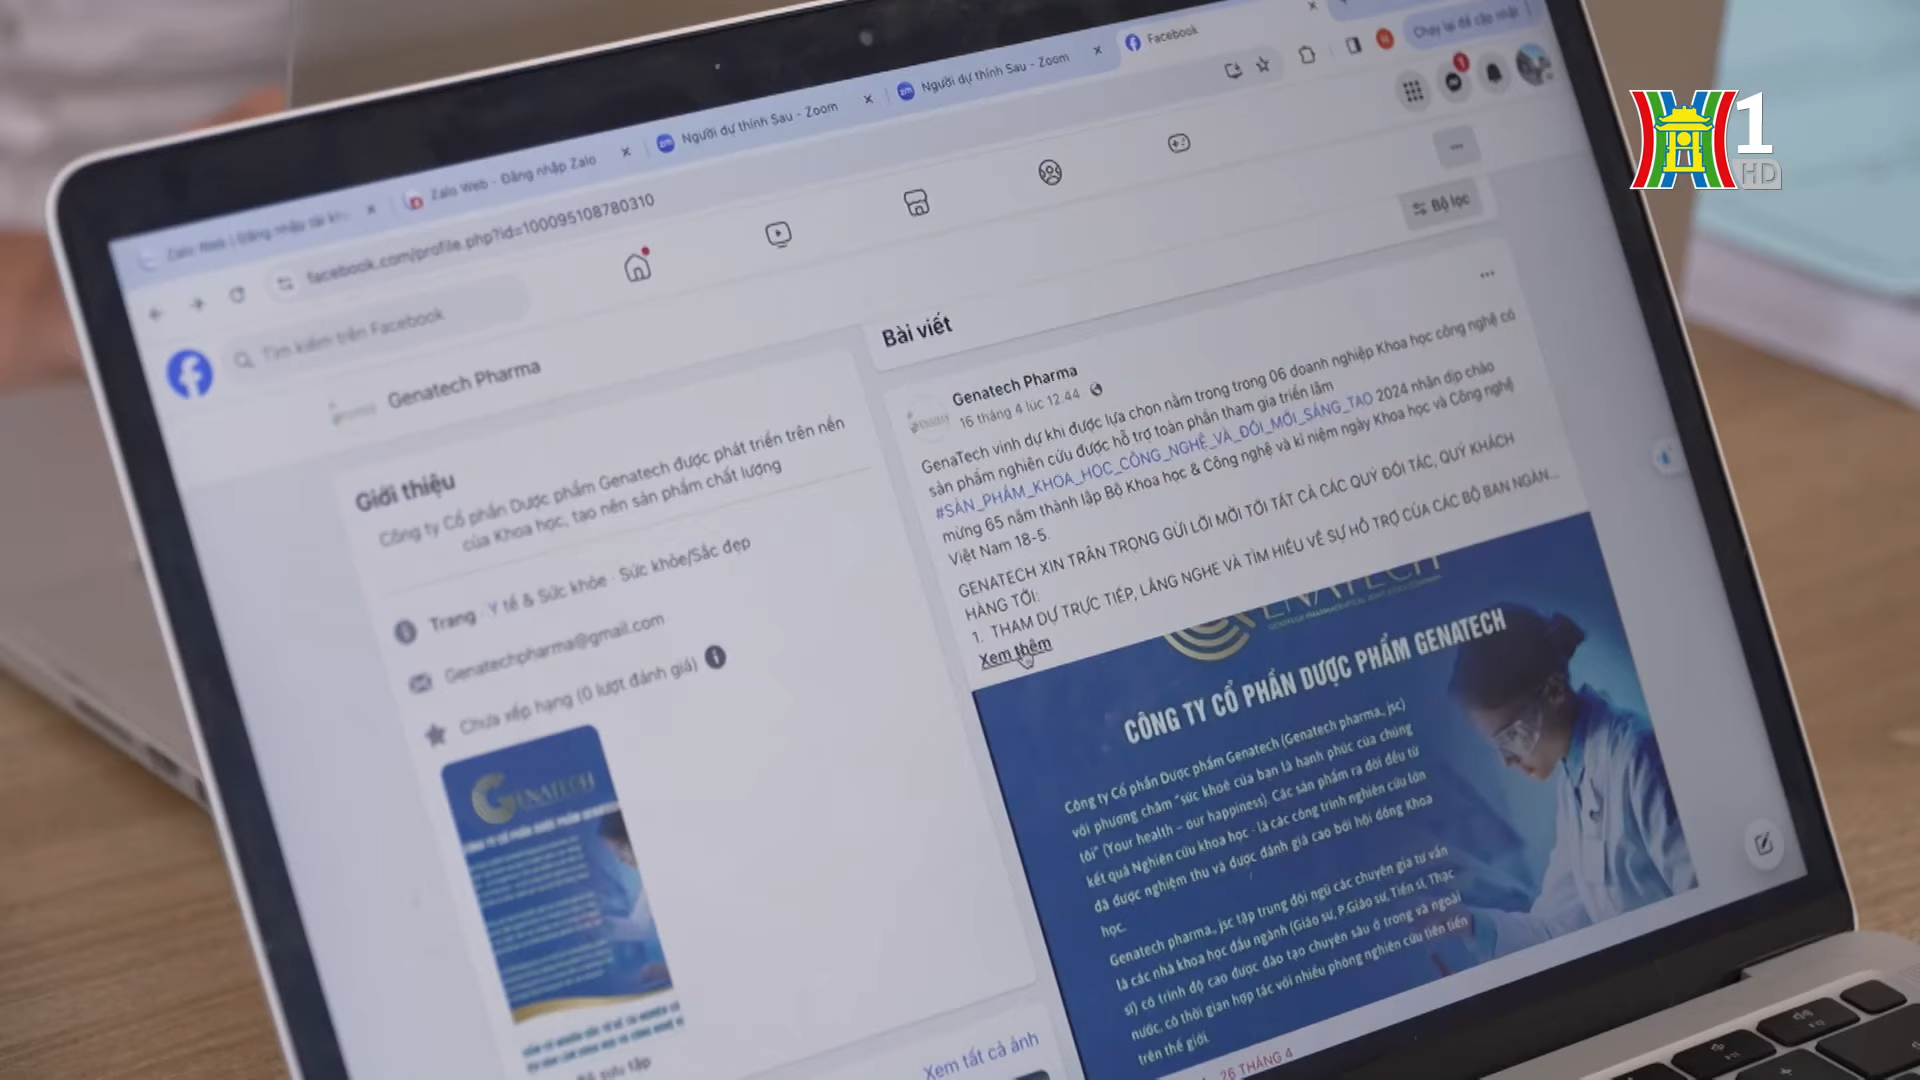 1
HD
Zalo Web - Đăng nhập Zalo
Người dự thính Sau - Zoom
Người dự thính Sau - Zoom
Facebook
Chạy lại để cập nhật
facebook.com/profile.php?id=100095108780310
Tìm kiếm trên Facebook
Genatech Pharma
Bộ lọc
Giới thiệu
Công ty Cổ phần Dược phẩm Genatech được phát triển trên nền
của Khoa học, tạo nên sản phẩm chất lượng
Trang · Y tế & Sức khỏe · Sức khỏe/Sắc đẹp
Genatechpharma@gmail.com
Chưa xếp hạng (0 lượt đánh giá)
GENATECH
Xem tất cả ảnh
Bài viết
Genatech Pharma
16 tháng 4 lúc 12:44
GenaTech vinh dự khi được lựa chọn nằm trong trong 06 doanh nghiệp Khoa học công nghệ có
sản phẩm nghiên cứu được hỗ trợ toàn phần tham gia triển lãm
#SẢN_PHẨM_KHOA_HỌC_CÔNG_NGHỆ_VÀ_ĐỔI_MỚI_SÁNG_TẠO 2024 nhân dịp chào
mừng 65 năm thành lập Bộ Khoa học & Công nghệ và kỉ niệm ngày Khoa học và Công nghệ
Việt Nam 18-5.
GENATECH XIN TRÂN TRỌNG GỬI LỜI MỜI TỚI TẤT CẢ CÁC QUÝ ĐỐI TÁC, QUÝ KHÁCH
HÀNG TỚI:
1. THAM DỰ TRỰC TIẾP, LẮNG NGHE VÀ TÌM HIỂU VỀ SỰ HỖ TRỢ CỦA CÁC BỘ BAN NGÀN...
Xem thêm
GENATECH
CÔNG TY CỔ PHẦN DƯỢC PHẨM GENATECH
Công ty Cổ phần Dược phẩm Genatech (Genatech pharma., jsc)
với phương châm "sức khoẻ của bạn là hạnh phúc của chúng
tôi" (Your health – our happiness). Các sản phẩm ra đời đều từ
kết quả Nghiên cứu khoa học - là các công trình nghiên cứu lớn
đã được nghiệm thu và được đánh giá cao bởi hội đồng Khoa
học.
Genatech pharma., jsc tập trung đội ngũ các chuyên gia tư vấn
là các nhà khoa học đầu ngành (Giáo sư, P.Giáo sư, Tiến sĩ, Thạc
sĩ) có trình độ cao được đào tạo chuyên sâu ở trong và ngoài
nước, có thời gian hợp tác với nhiều phòng nghiên cứu tiên tiến
trên thế giới.
26 THÁNG 4